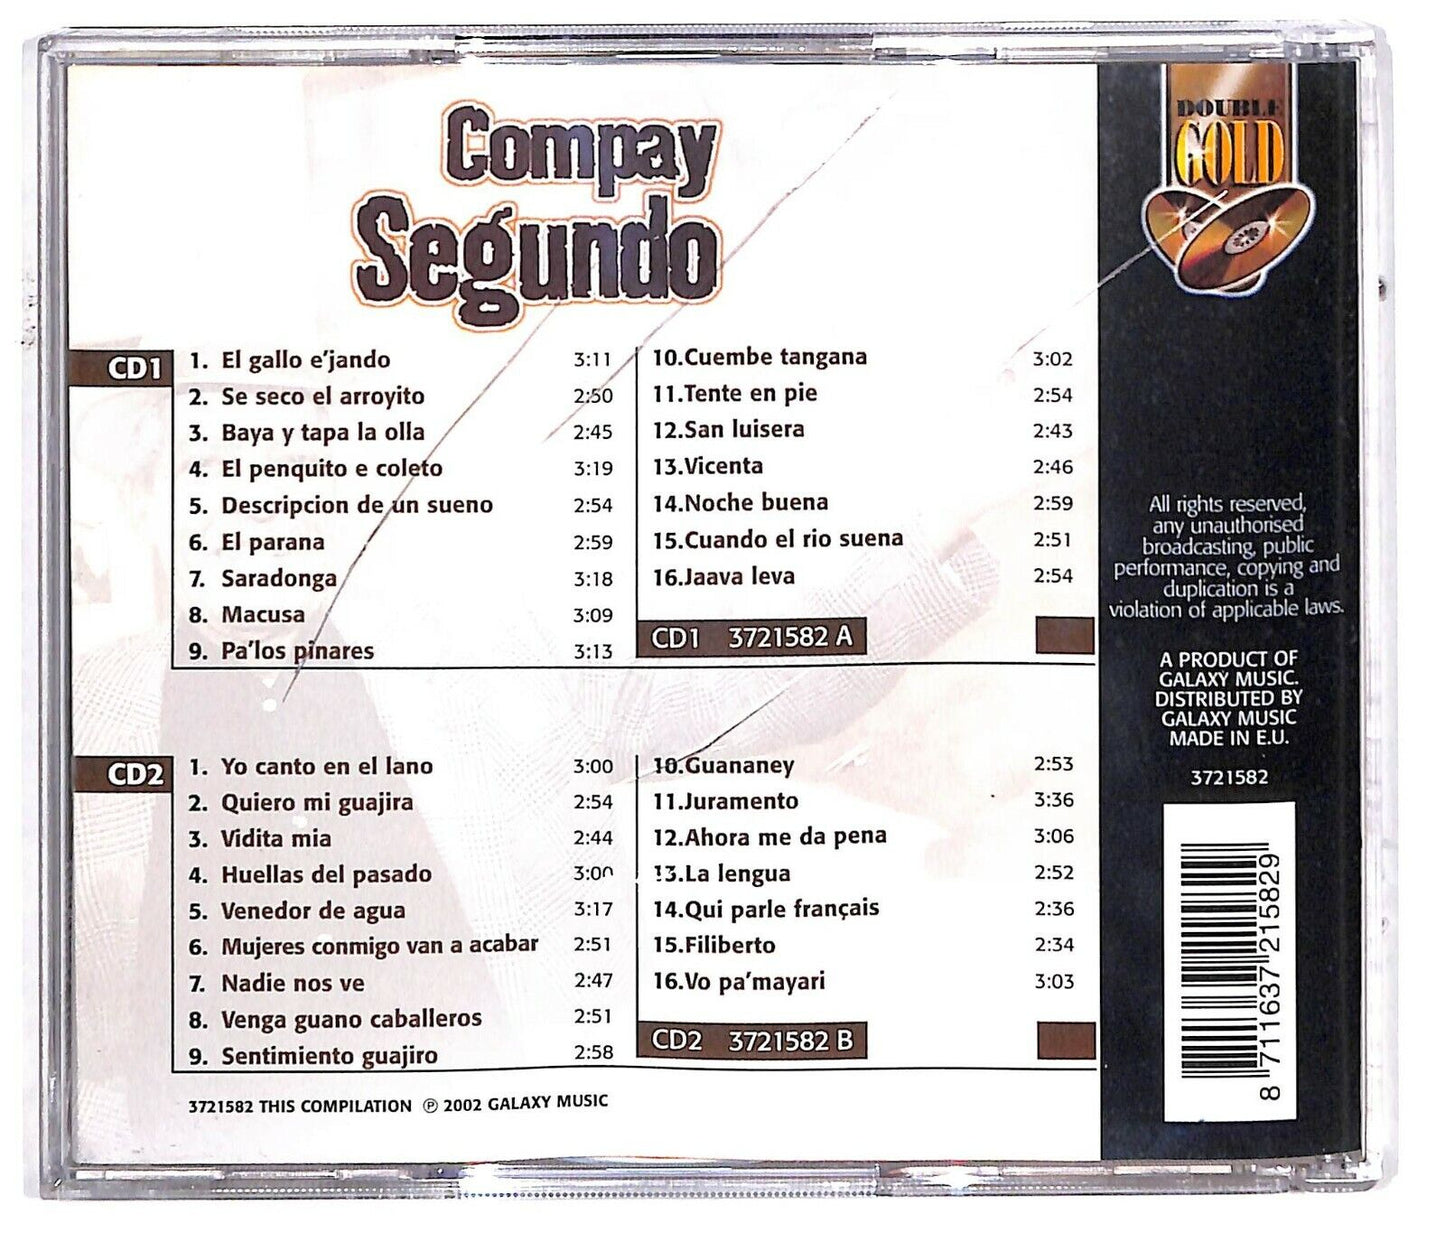 Compay
Segundo
DOUBLE
GOLD
CD1
1. El gallo e'jando 3:11
2. Se seco el arroyito 2:50
3. Baya y tapa la olla 2:45
4. El penquito e coleto 3:19
5. Descripcion de un sueno 2:54
6. El parana 2:59
7. Saradonga 3:18
8. Macusa 3:09
9. Pa'los pinares 3:13
10.Cuembe tangana 3:02
11.Tente en pie 2:54
12.San luisera 2:43
13.Vicenta 2:46
14.Noche buena 2:59
15.Cuando el rio suena 2:51
16.Jaava leva 2:54
CD1 3721582 A
CD2
1. Yo canto en el lano 3:00
2. Quiero mi guajira 2:54
3. Vidita mia 2:44
4. Huellas del pasado 3:00
5. Venedor de agua 3:17
6. Mujeres conmigo van a acabar 2:51
7. Nadie nos ve 2:47
8. Venga guano caballeros 2:51
9. Sentimiento guajiro 2:58
10.Guananey 2:53
11.Juramento 3:36
12.Ahora me da pena 3:06
13.La lengua 2:52
14.Qui parle français 2:36
15.Filiberto 2:34
16.Vo pa'mayari 3:03
CD2 3721582 B
3721582 THIS COMPILATION ℗ 2002 GALAXY MUSIC
All rights reserved,
any unauthorised
broadcasting, public
performance, copying and
duplication is a
violation of applicable laws.
A PRODUCT OF
GALAXY MUSIC.
DISTRIBUTED BY
GALAXY MUSIC
MADE IN E.U.
3721582
8 711637 215829